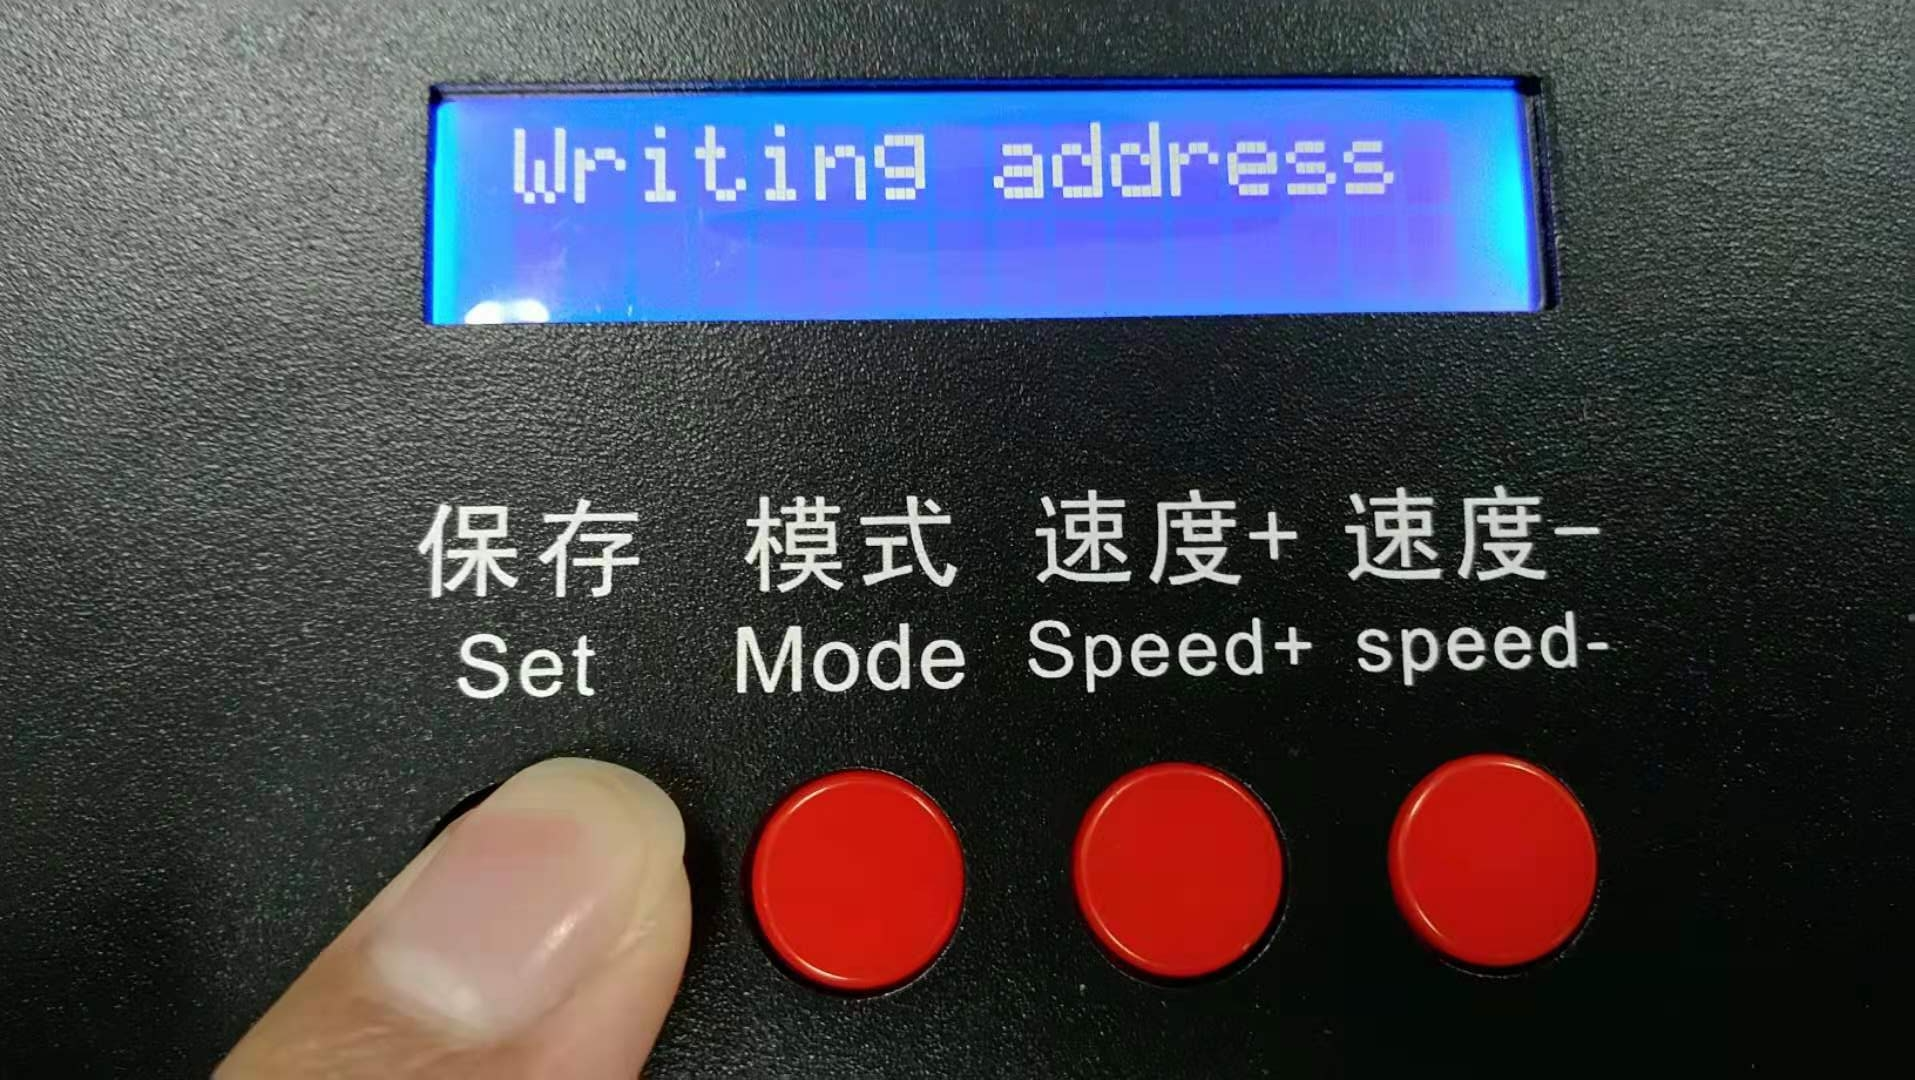 Writing address
保存 模式 速度+ 速度-
Set Mode Speed+ speed-